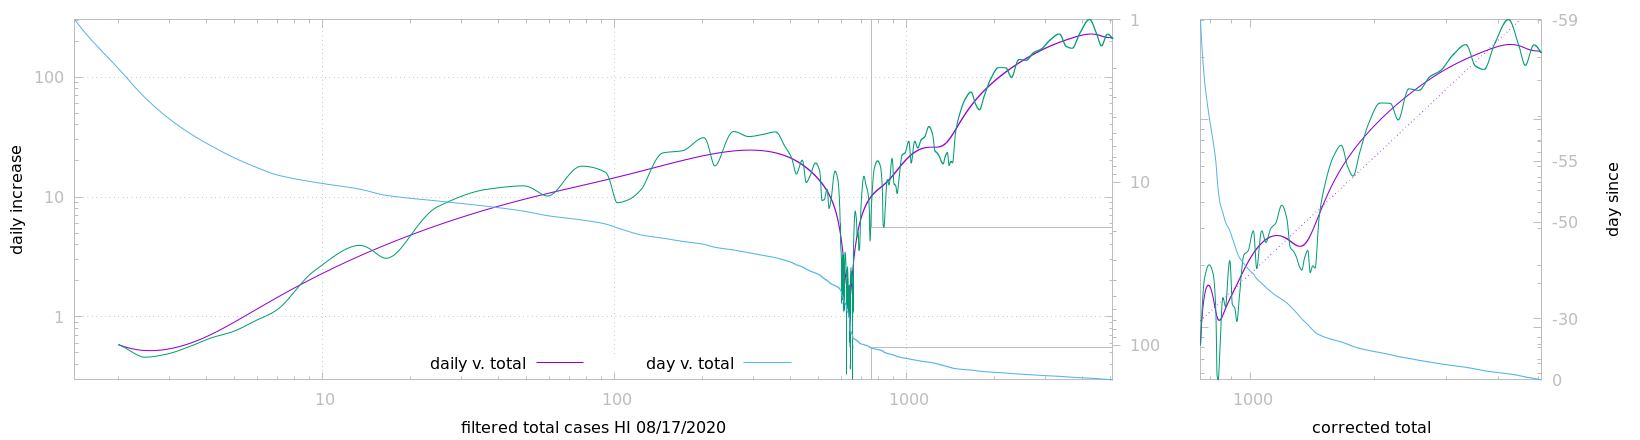 100
10
1
daily increase
daily v. total
day v. total
10
100
1000
filtered total cases HI 08/17/2020
1
10
100
1000
corrected total
-59
-55
-50
-30
0
day since